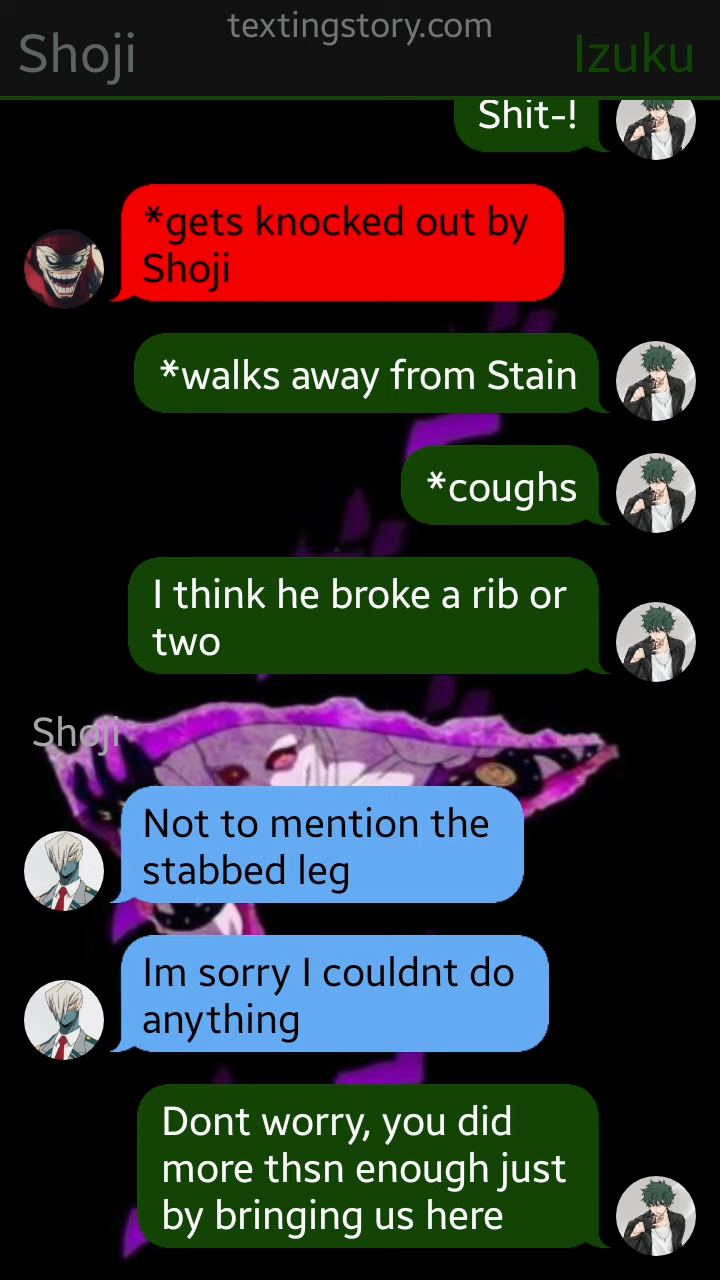 textingstory.com
Shoji
Izuku
Shit-!
*gets knocked out by
Shoji
*walks away from Stain
*coughs
I think he broke a rib or
two
Shoji
Not to mention the
stabbed leg
Im sorry I couldnt do
anything
Dont worry, you did
more thsn enough just
by bringing us here